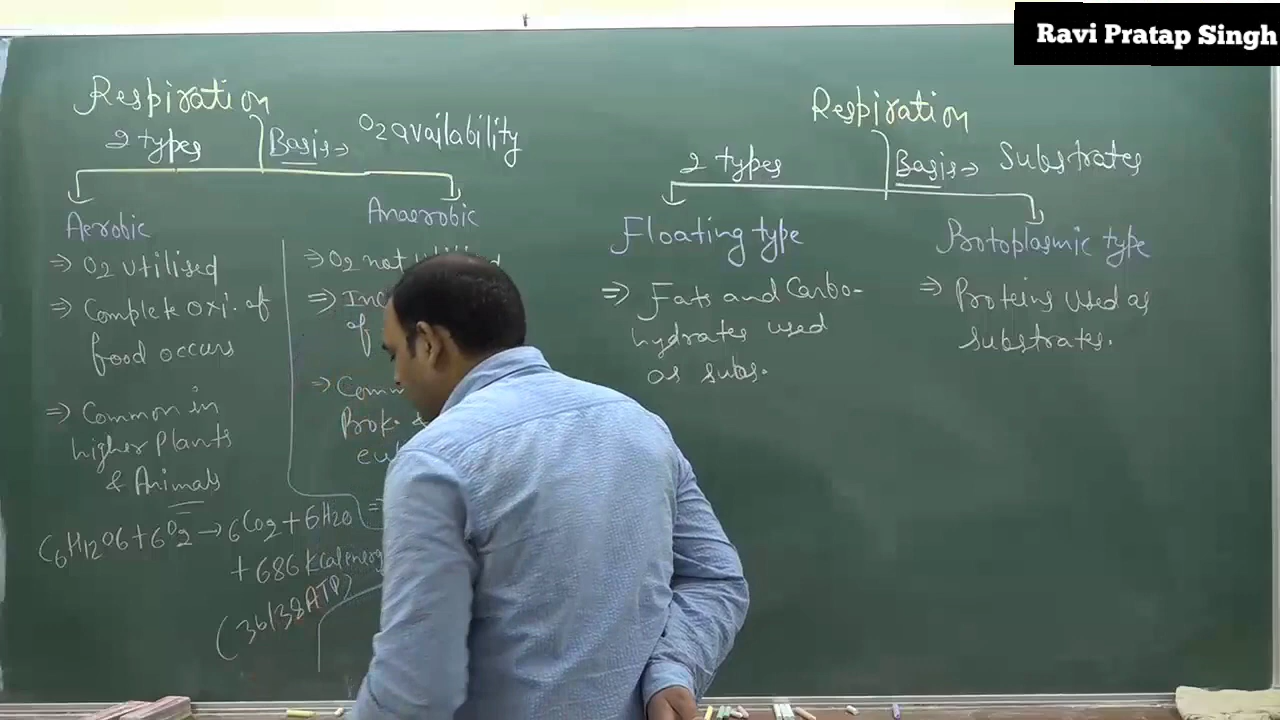 Ravi Pratap Singh
Respiration
2 types
Basis => O2 availability
Aerobic
=> O2 utilised
=> Complete oxi. of
food occurs
=> Common in
higher Plants
& Animals
C6H12O6 + 6O2 → 6CO2 + 6H2O
+ 686 Kcal energy
(36/38 ATP)
Anaerobic
=> O2 not
=>
of
=>
Prok. &
=>
Respiration
2 types
Basis => Substrates
Floating type
=> Fats and Carbo-
hydrates used
as subs.
Protoplasmic type
=> Proteins used as
substrates.